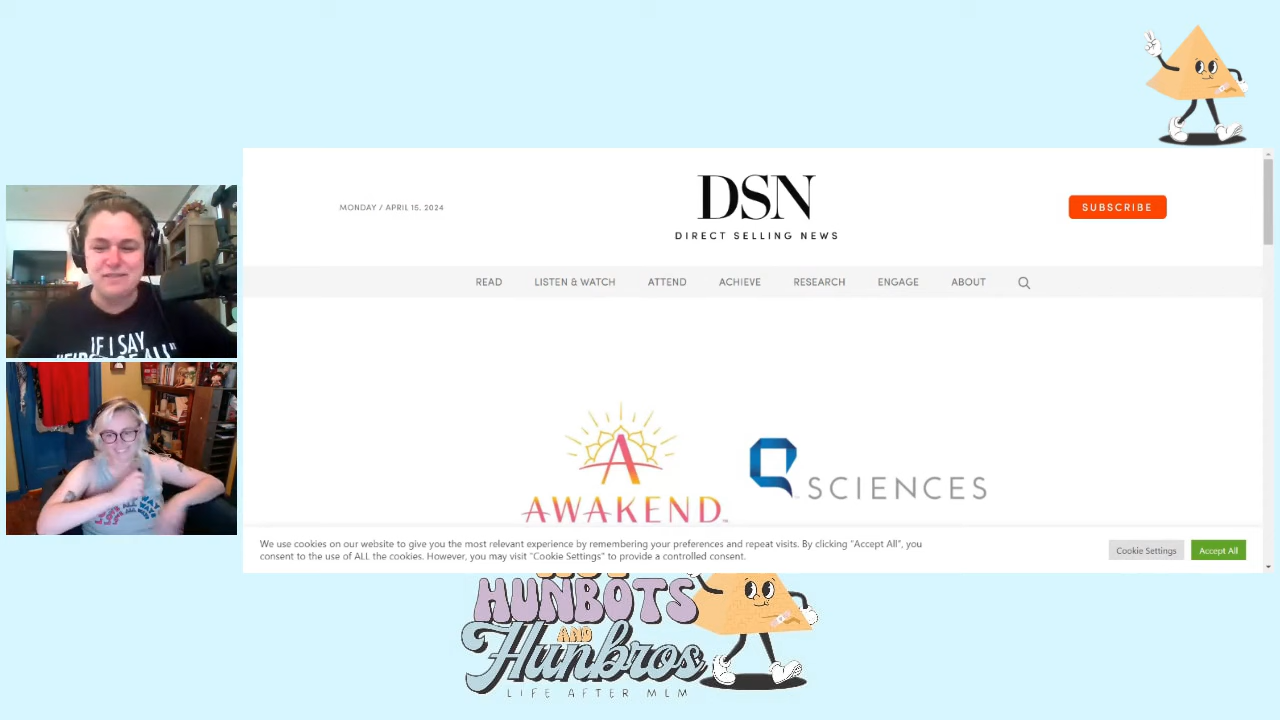 MONDAY / APRIL 15, 2024
DSN
DIRECT SELLING NEWS
SUBSCRIBE
READ LISTEN & WATCH ATTEND ACHIEVE RESEARCH ENGAGE ABOUT
IF I SAY
AWAKEND
Q SCIENCES
We use cookies on our website to give you the most relevant experience by remembering your preferences and repeat visits. By clicking "Accept All", you
consent to the use of ALL the cookies. However, you may visit "Cookie Settings" to provide a controlled consent.
Cookie Settings Accept All
HUNBOTS
AND
Hunbros
LIFE AFTER MLM